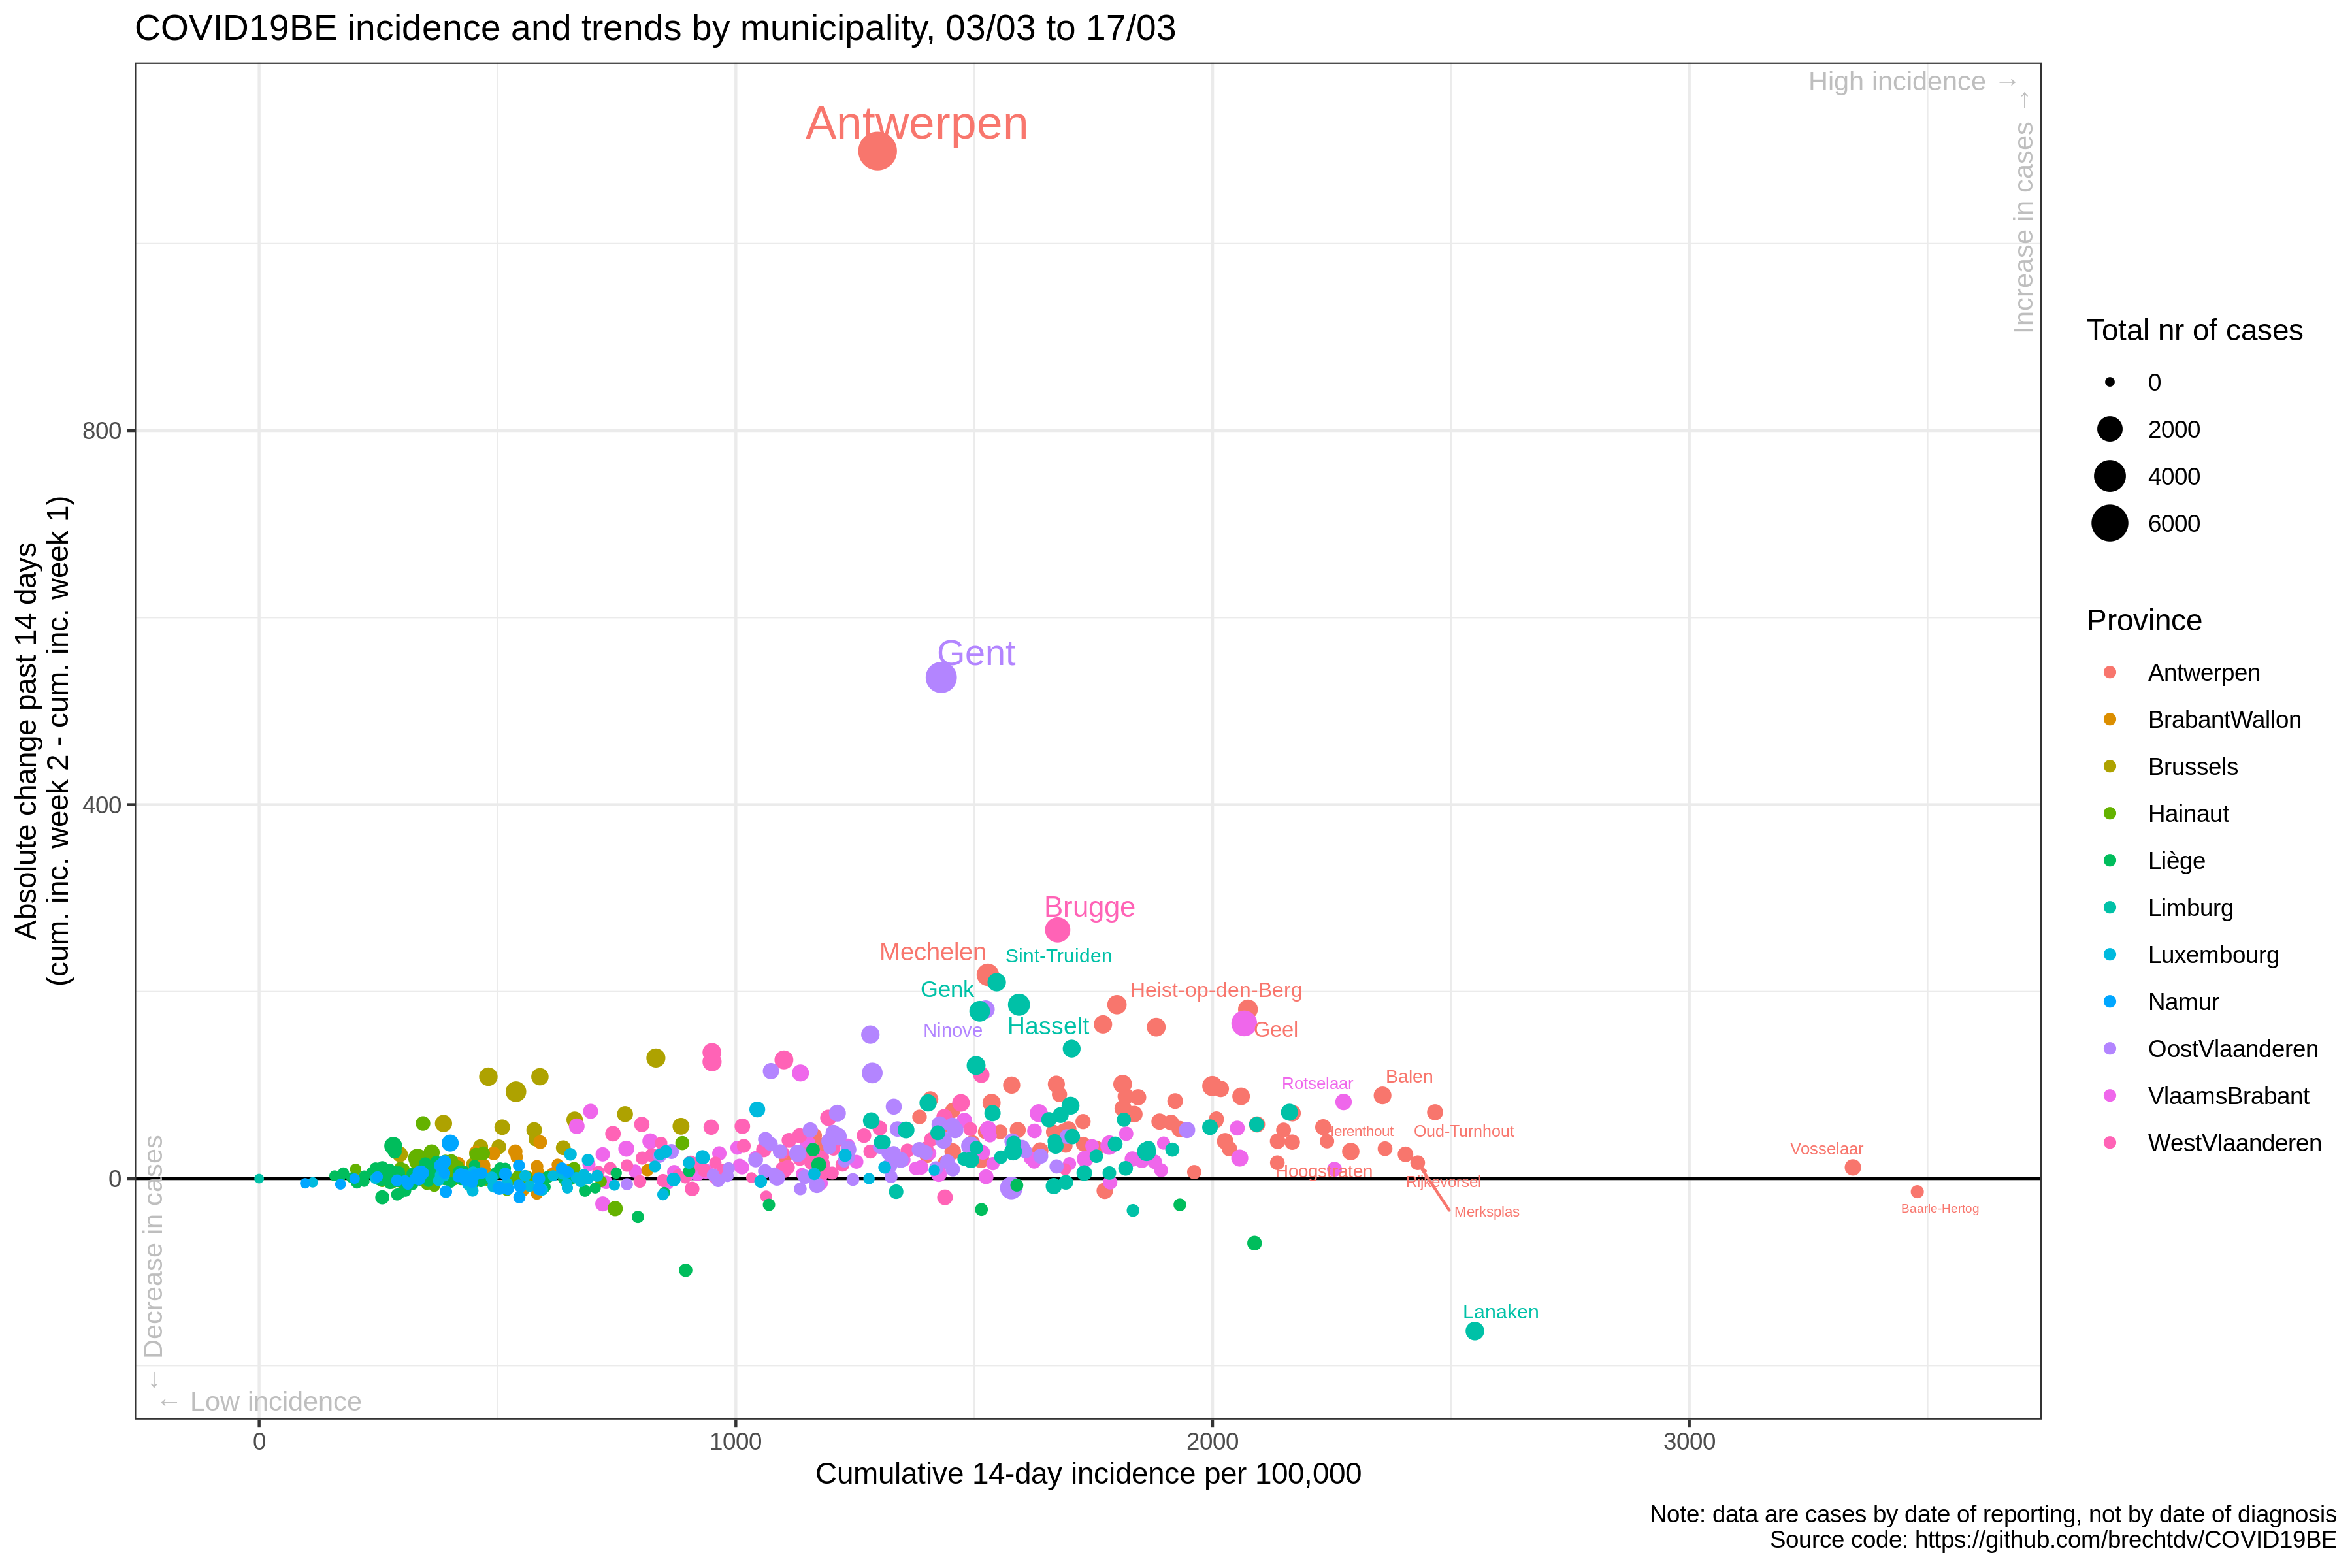 COVID19BE incidence and trends by municipality, 03/03 to 17/03
High incidence →
Increase in cases →
Antwerpen
Gent
Brugge
Mechelen
Sint-Truiden
Genk
Heist-op-den-Berg
Ninove
Hasselt
Geel
Rotselaar
Balen
Herenthout
Oud-Turnhout
Vosselaar
Hoogstraten
Rijkevorsel
Merksplas
Baarle-Hertog
Lanaken
← Decrease in cases
← Low incidence
800
400
0
Absolute change past 14 days
(cum. inc. week 2 - cum. inc. week 1)
0
1000
2000
3000
Cumulative 14-day incidence per 100,000
Total nr of cases
0
2000
4000
6000
Province
Antwerpen
BrabantWallon
Brussels
Hainaut
Liège
Limburg
Luxembourg
Namur
OostVlaanderen
VlaamsBrabant
WestVlaanderen
Note: data are cases by date of reporting, not by date of diagnosis
Source code: https://github.com/brechtdv/COVID19BE